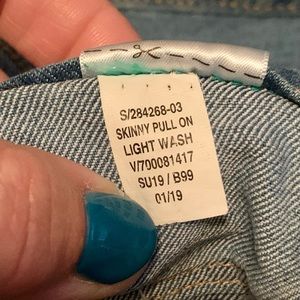 S/284268-03
SKINNY PULL ON
LIGHT WASH
V/700081417
SU19 / B99
01/19